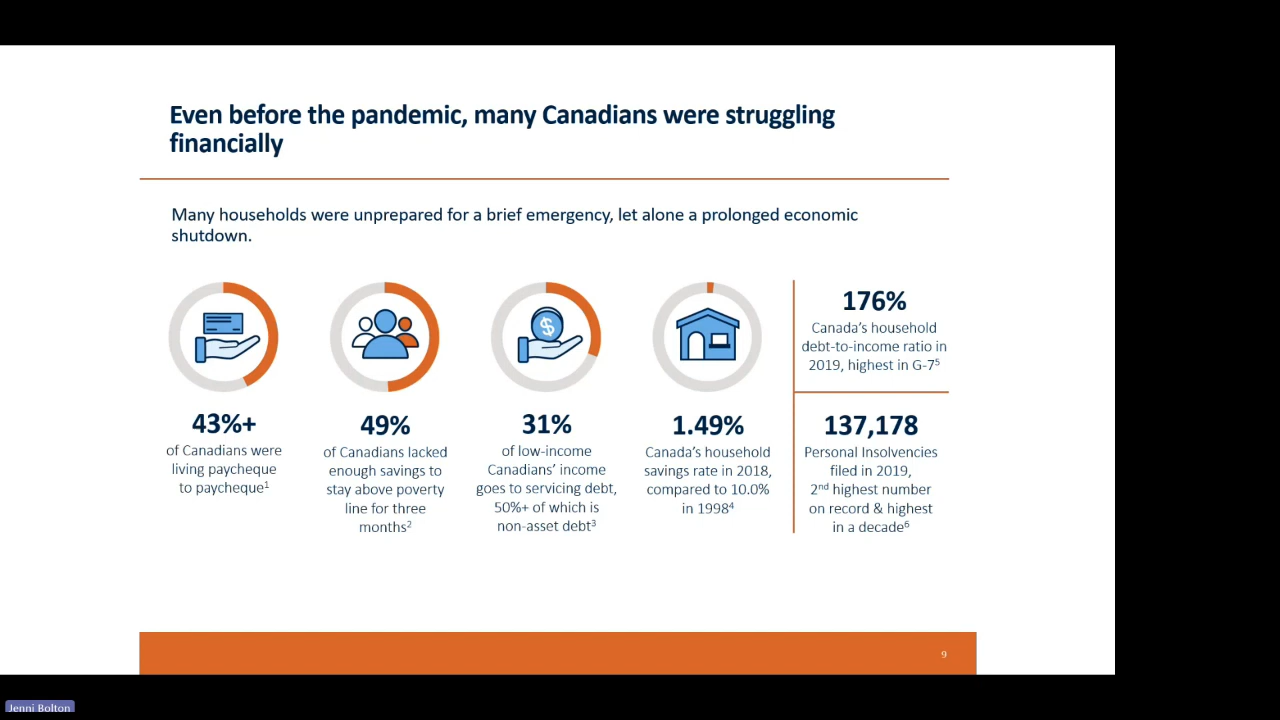 Even before the pandemic, many Canadians were struggling
financially
Many households were unprepared for a brief emergency, let alone a prolonged economic
shutdown.
43%+
of Canadians were
living paycheque
to paycheque¹
49%
of Canadians lacked
enough savings to
stay above poverty
line for three
months²
$
31%
of low-income
Canadians’ income
goes to servicing debt,
50%+ of which is
non-asset debt³
1.49%
Canada’s household
savings rate in 2018,
compared to 10.0%
in 1998⁴
176%
Canada’s household
debt-to-income ratio in
2019, highest in G-7⁵
137,178
Personal Insolvencies
filed in 2019,
2nd highest number
on record & highest
in a decade⁶
9
Jenni Bolton